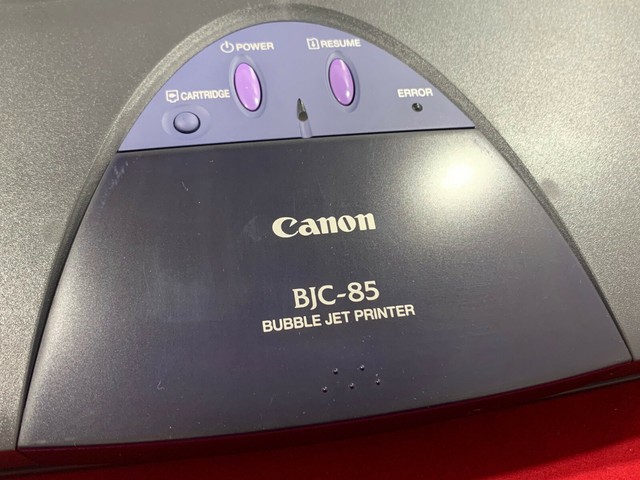 POWER
RESUME
CARTRIDGE
ERROR
Canon
BJC-85
BUBBLE JET PRINTER